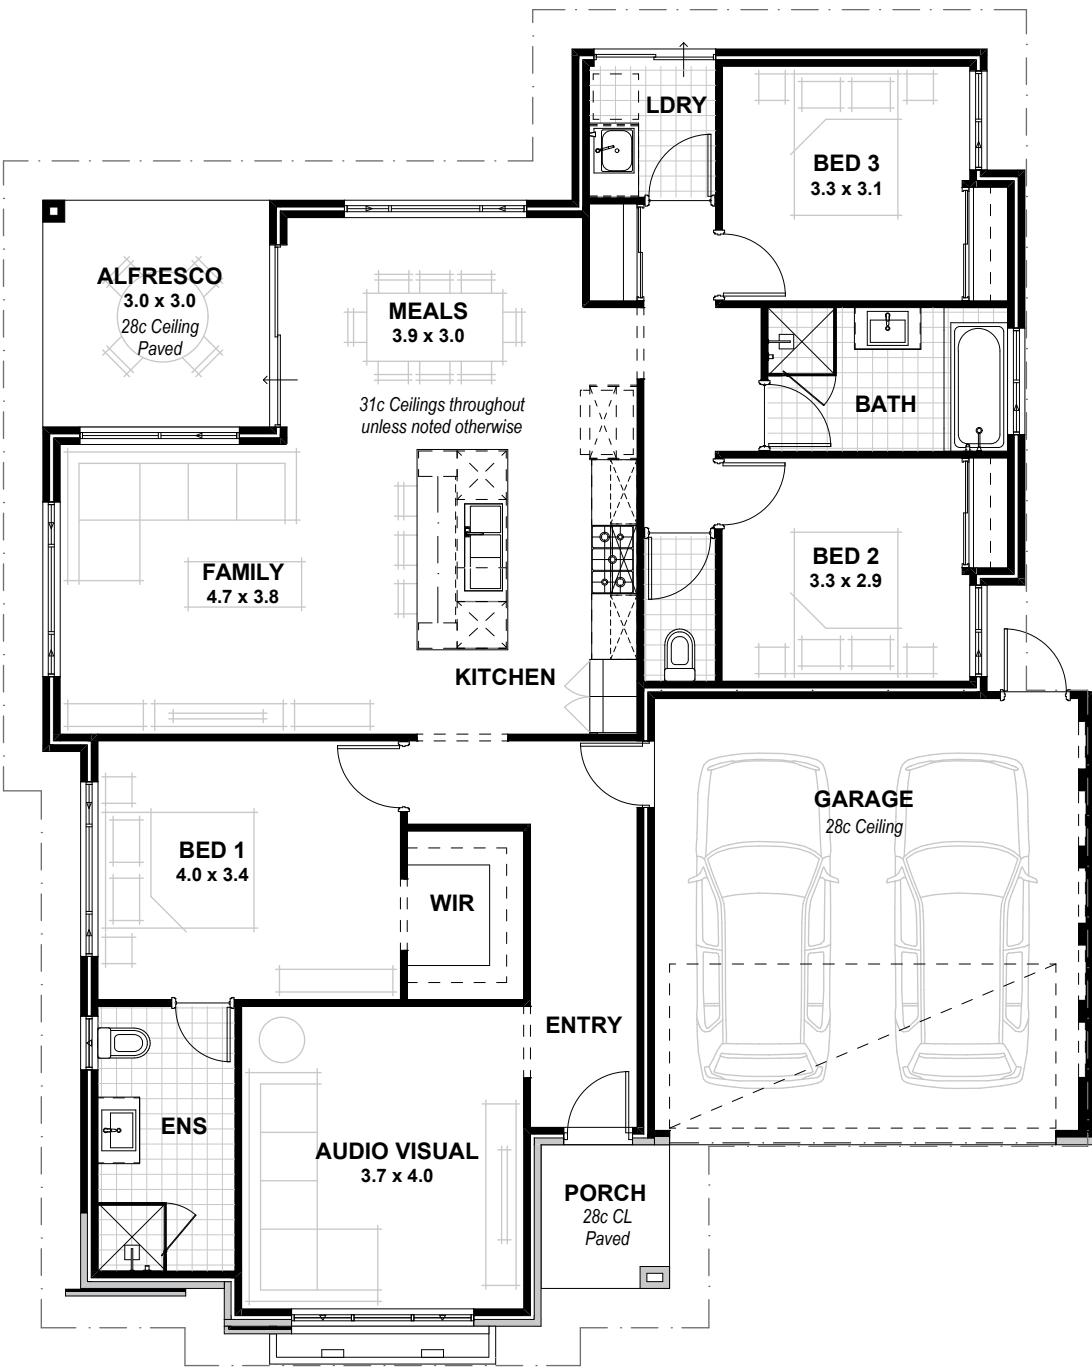 LDRY
BED 3
3.3 x 3.1
ALFRESCO
3.0 x 3.0
28c Ceiling
Paved
MEALS
3.9 x 3.0
31c Ceilings throughout
unless noted otherwise
BATH
FAMILY
4.7 x 3.8
BED 2
3.3 x 2.9
KITCHEN
GARAGE
28c Ceiling
BED 1
4.0 x 3.4
WIR
ENTRY
ENS
AUDIO VISUAL
3.7 x 4.0
PORCH
28c CL
Paved